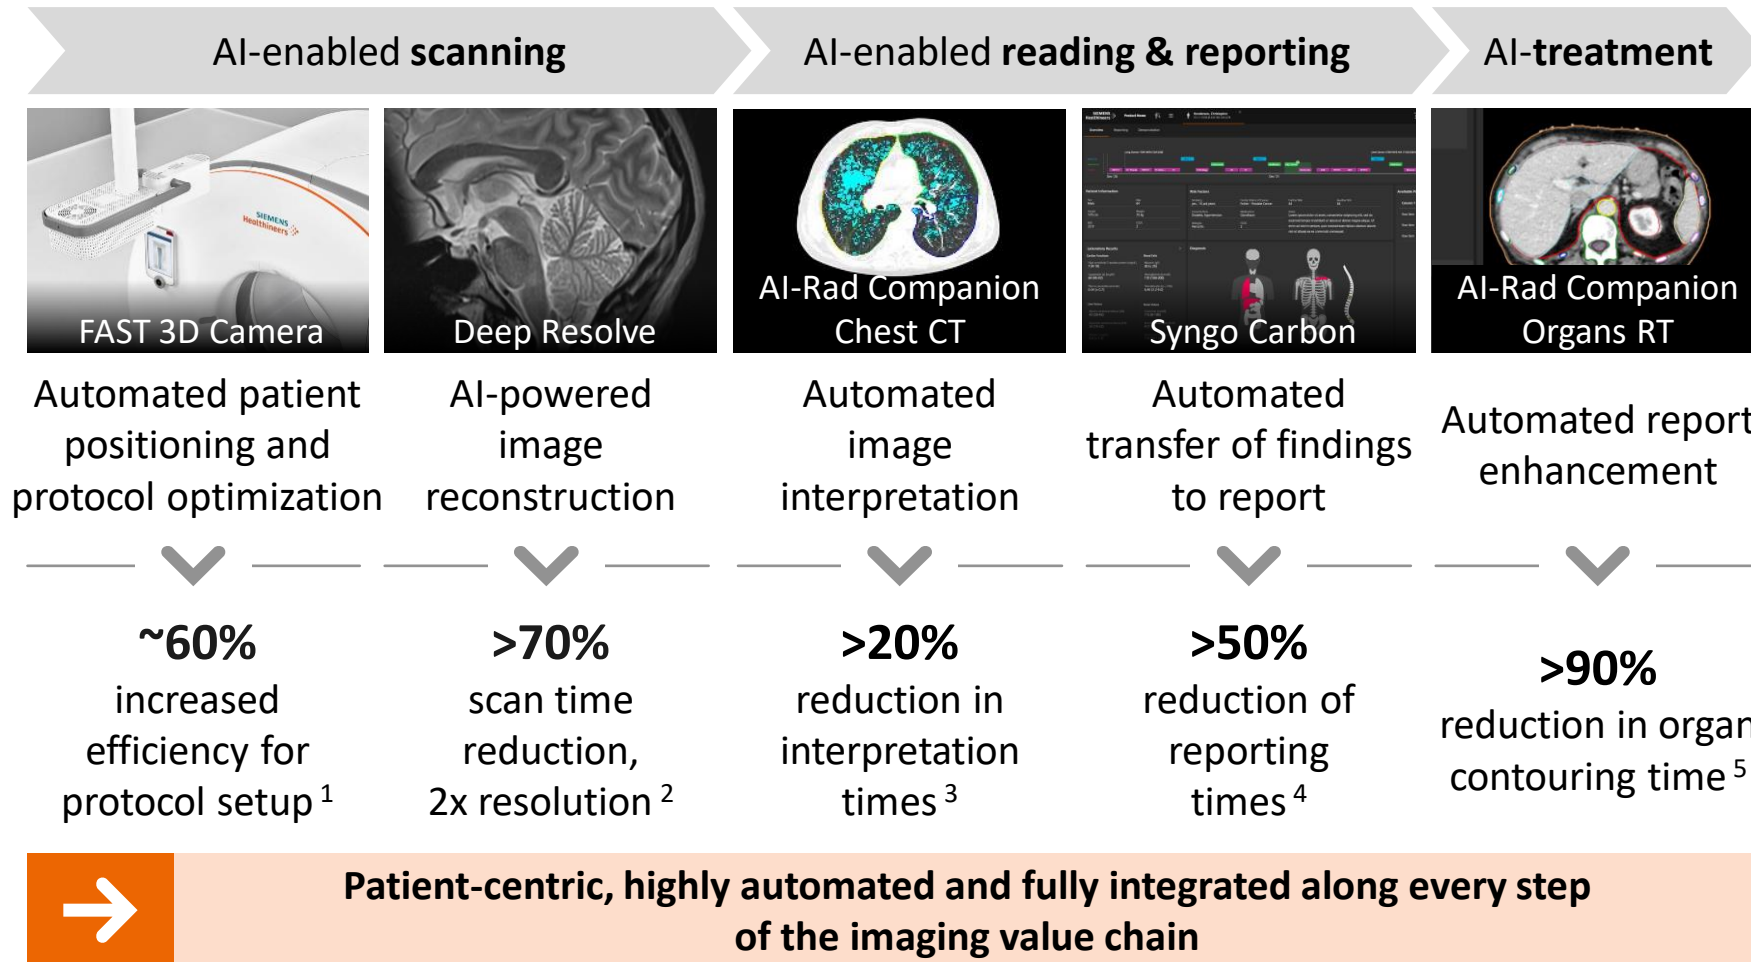 AI-enabled scanning
AI-enabled reading & reporting
AI-treatment
SIEMENS
Healthineers
FAST 3D Camera
Deep Resolve
AI-Rad Companion
Chest CT
SIEMENS
Healthineers
Syngo Carbon
AI-Rad Companion
Organs RT
Automated patient
positioning and
protocol optimization
AI-powered
image
reconstruction
Automated
image
interpretation
Automated
transfer of findings
to report
Automated report
enhancement
~60%
increased
efficiency for
protocol setup 1
>70%
scan time
reduction,
2x resolution 2
>20%
reduction in
interpretation
times 3
>50%
reduction of
reporting
times 4
>90%
reduction in organ
contouring time 5
Patient-centric, highly automated and fully integrated along every step
of the imaging value chain